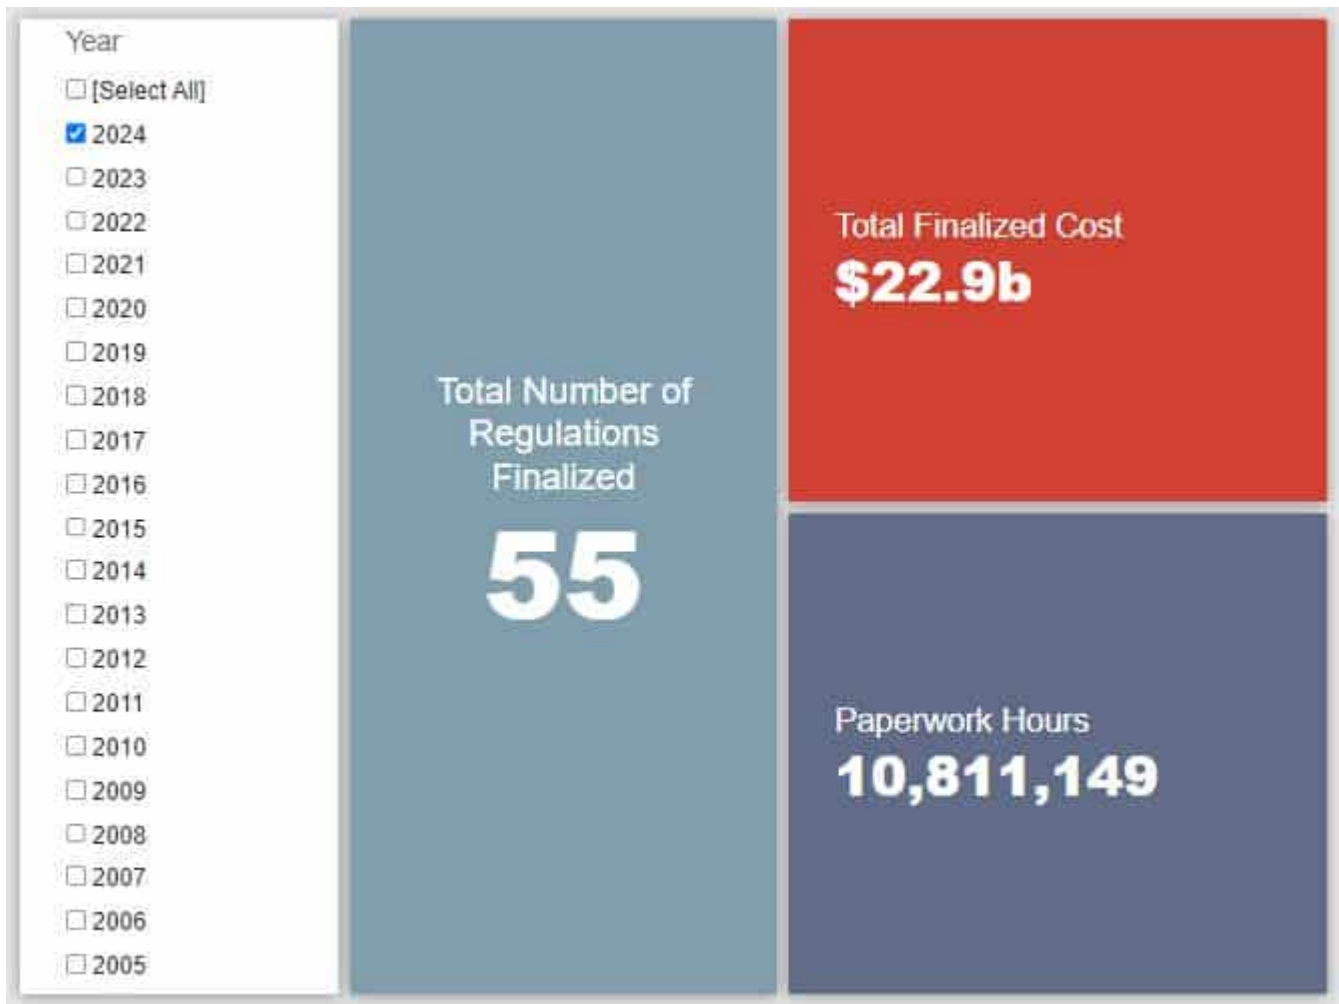 Year
[Select All]
2024
2023
2022
2021
2020
2019
2018
2017
2016
2015
2014
2013
2012
2011
2010
2009
2008
2007
2006
2005
Total Number of
Regulations
Finalized
55
Total Finalized Cost
$22.9b
Paperwork Hours
10,811,149